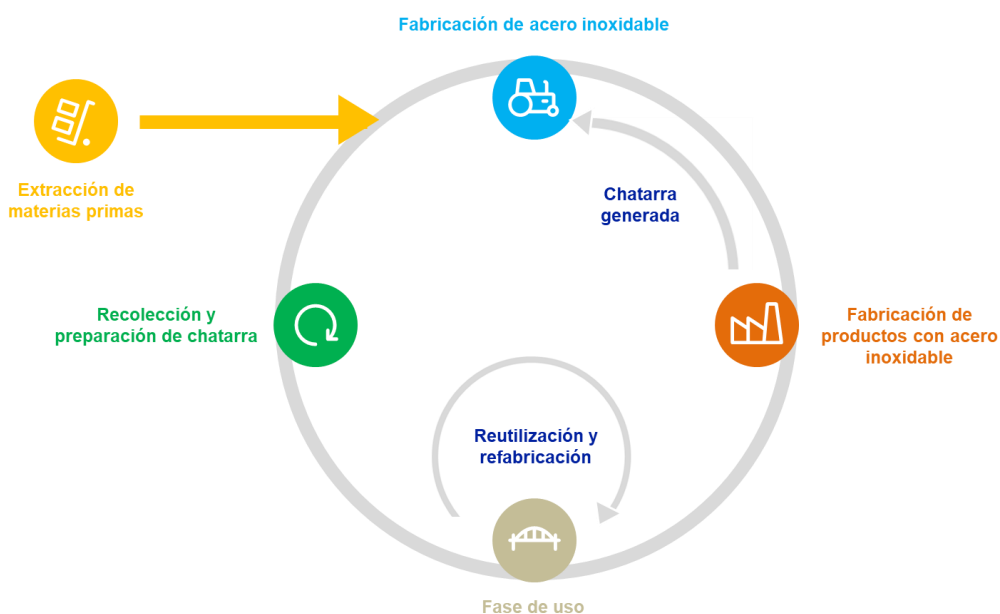 Fabricación de acero inoxidable
Extracción de
materias primas
Chatarra
generada
Recolección y
preparación de chatarra
Fabricación de
productos con acero
inoxidable
Reutilización y
refabricación
Fase de uso